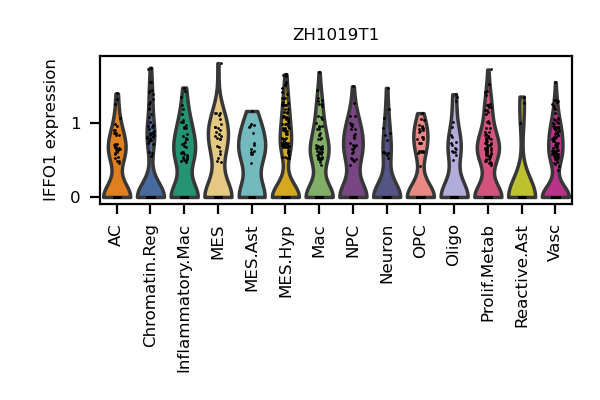 ZH1019T1
IFFO1 expression
1
0
AC
Chromatin.Reg
Inflammatory.Mac
MES
MES.Ast
MES.Hyp
Mac
NPC
Neuron
OPC
Oligo
Prolif.Metab
Reactive.Ast
Vasc